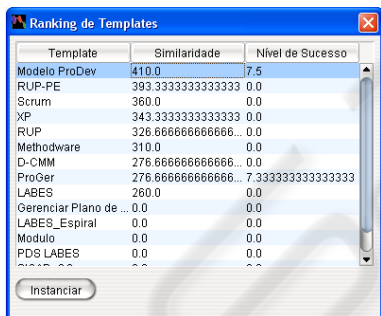 Ranking de Templates
Template Similaridade Nível de Sucesso
Modelo ProDev 410.0 7.5
RUP-PE 393.3333333333333 0.0
Scrum 360.0 0.0
XP 343.3333333333333 0.0
RUP 326.666666666666... 0.0
Methodware 310.0 0.0
D-CMM 276.666666666666... 0.0
ProGer 276.666666666666... 7.333333333333333
LABES 260.0 0.0
Gerenciar Plano de ... 0.0 0.0
LABES_Espiral 0.0 0.0
Modulo 0.0 0.0
PDS LABES 0.0 0.0
Instanciar